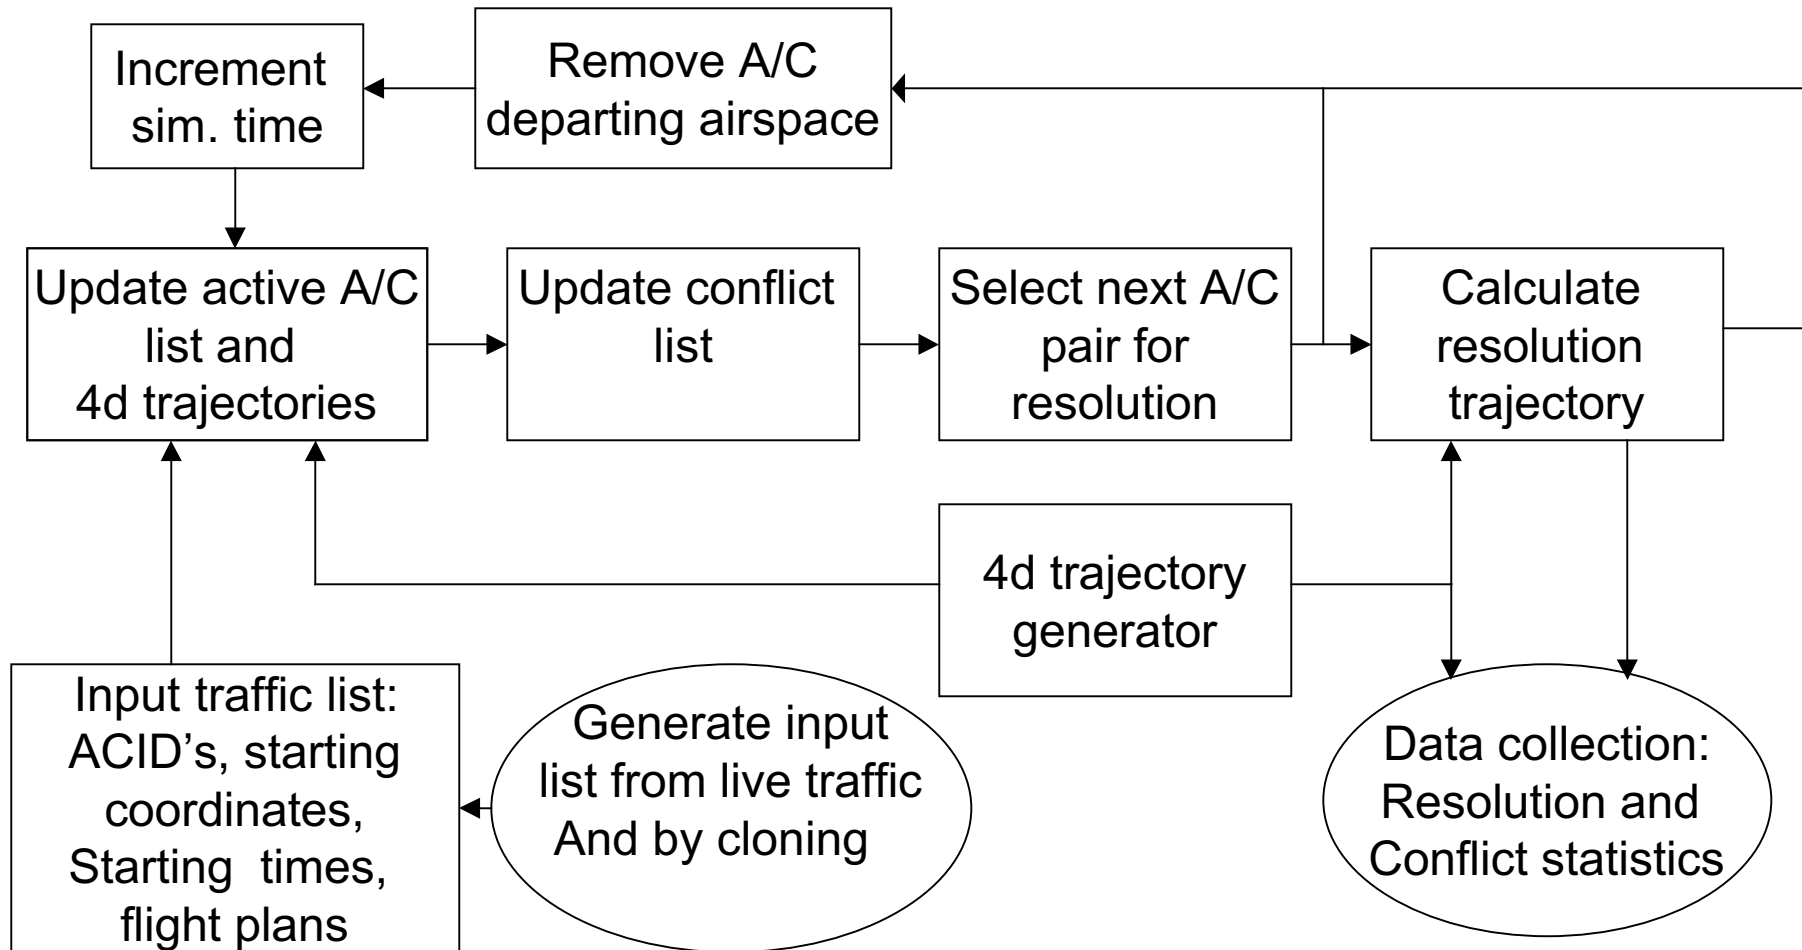 Increment
sim. time
Remove A/C
departing airspace
Update active A/C
list and
4d trajectories
Update conflict
list
Select next A/C
pair for
resolution
Calculate
resolution
trajectory
4d trajectory
generator
Input traffic list:
ACID’s, starting
coordinates,
Starting times,
flight plans
Generate input
list from live traffic
And by cloning
Data collection:
Resolution and
Conflict statistics